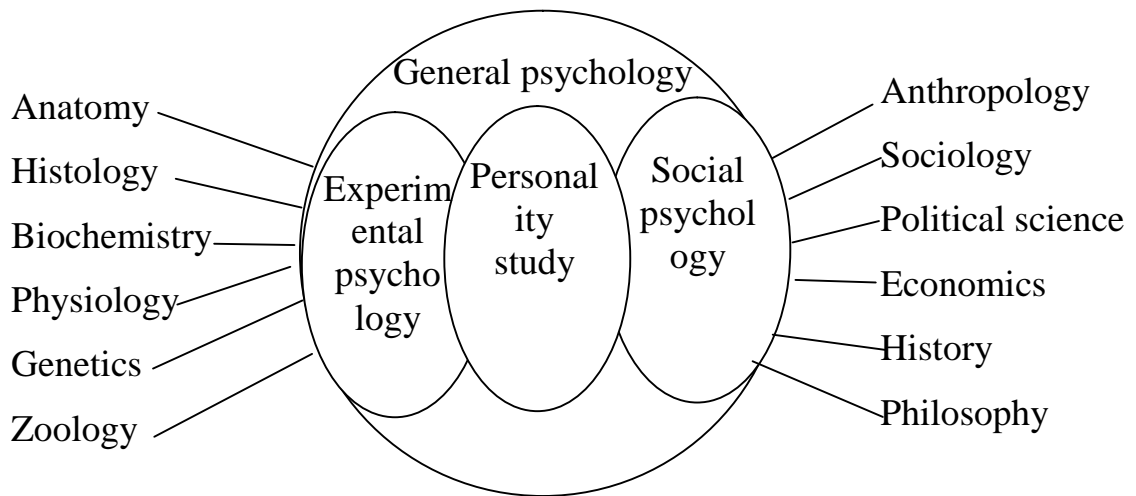 General psychology
Anatomy
Histology
Biochemistry
Physiology
Genetics
Zoology
Experim
ental
psycho
logy
Personal
ity
study
Social
psychol
ogy
Anthropology
Sociology
Political science
Economics
History
Philosophy